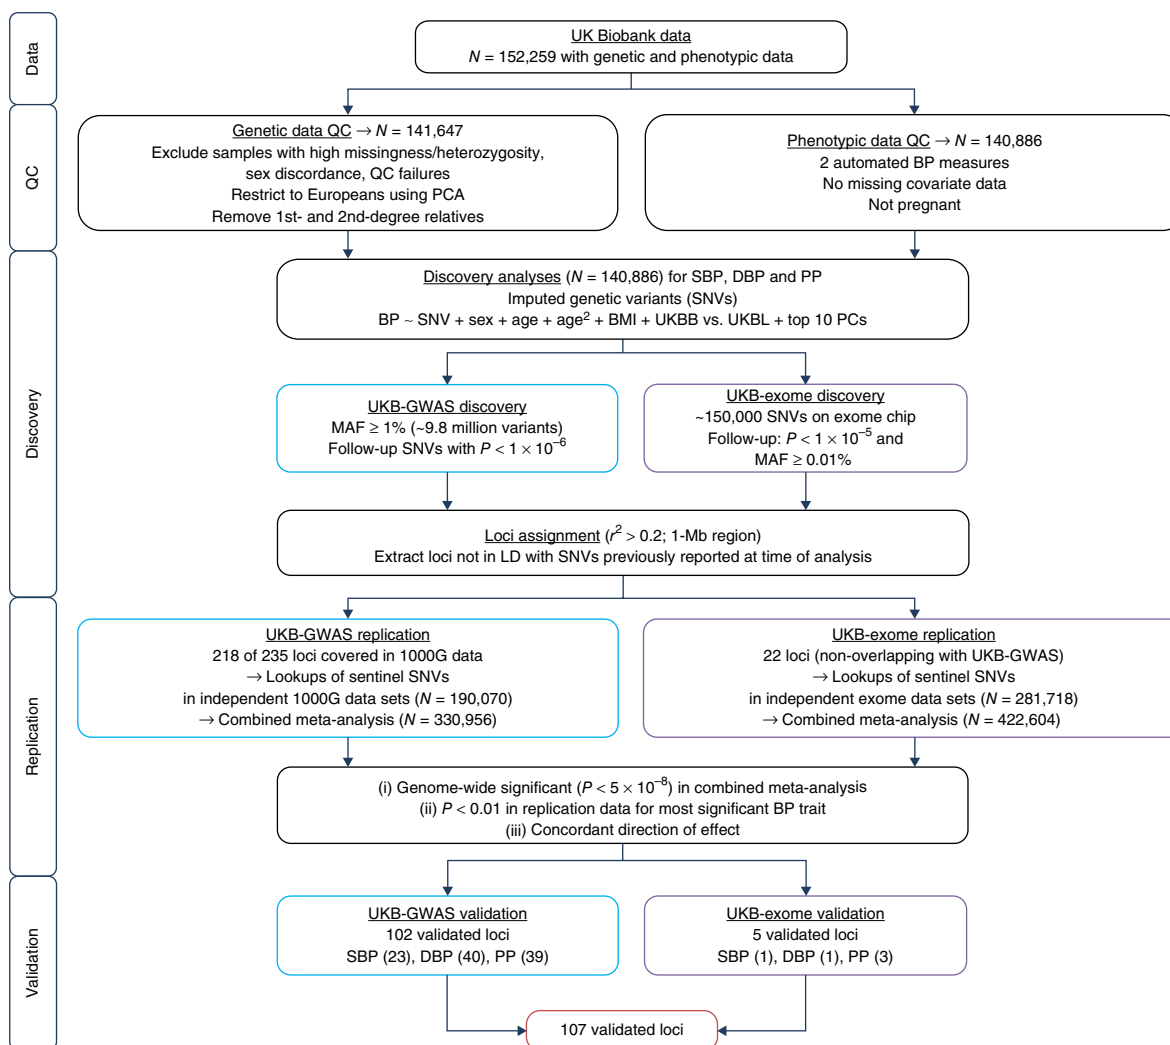 Data
UK Biobank data
N = 152,259 with genetic and phenotypic data
QC
Genetic data QC → N = 141,647
Exclude samples with high missingness/heterozygosity,
sex discordance, QC failures
Restrict to Europeans using PCA
Remove 1st- and 2nd-degree relatives
Phenotypic data QC → N = 140,886
2 automated BP measures
No missing covariate data
Not pregnant
Discovery
Discovery analyses (N = 140,886) for SBP, DBP and PP
Imputed genetic variants (SNVs)
BP ~ SNV + sex + age + age² + BMI + UKBB vs. UKBL + top 10 PCs
UKB-GWAS discovery
MAF ≥ 1% (~9.8 million variants)
Follow-up SNVs with P < 1 × 10⁻⁶
UKB-exome discovery
~150,000 SNVs on exome chip
Follow-up: P < 1 × 10⁻⁵ and
MAF ≥ 0.01%
Loci assignment (r² > 0.2; 1-Mb region)
Extract loci not in LD with SNVs previously reported at time of analysis
Replication
UKB-GWAS replication
218 of 235 loci covered in 1000G data
→ Lookups of sentinel SNVs
in independent 1000G data sets (N = 190,070)
→ Combined meta-analysis (N = 330,956)
UKB-exome replication
22 loci (non-overlapping with UKB-GWAS)
→ Lookups of sentinel SNVs
in independent exome data sets (N = 281,718)
→ Combined meta-analysis (N = 422,604)
(i) Genome-wide significant (P < 5 × 10⁻⁸) in combined meta-analysis
(ii) P < 0.01 in replication data for most significant BP trait
(iii) Concordant direction of effect
Validation
UKB-GWAS validation
102 validated loci
SBP (23), DBP (40), PP (39)
UKB-exome validation
5 validated loci
SBP (1), DBP (1), PP (3)
107 validated loci